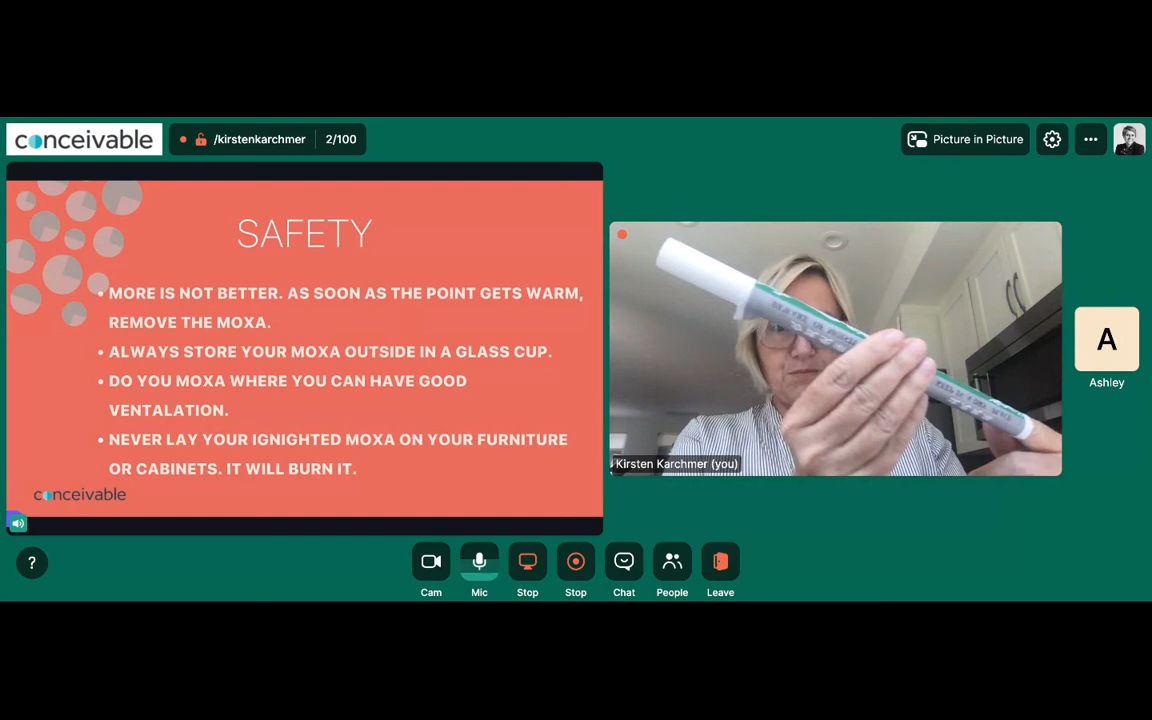 conceivable
/kirstenkarchmer
2/100
Picture in Picture
SAFETY
• MORE IS NOT BETTER. AS SOON AS THE POINT GETS WARM,
REMOVE THE MOXA.
• ALWAYS STORE YOUR MOXA OUTSIDE IN A GLASS CUP.
• DO YOU MOXA WHERE YOU CAN HAVE GOOD
VENTALATION.
• NEVER LAY YOUR IGNIGHTED MOXA ON YOUR FURNITURE
OR CABINETS. IT WILL BURN IT.
conceivable
Kirsten Karchmer (you)
A
Ashley
?
Cam
Mic
Stop
Stop
Chat
People
Leave